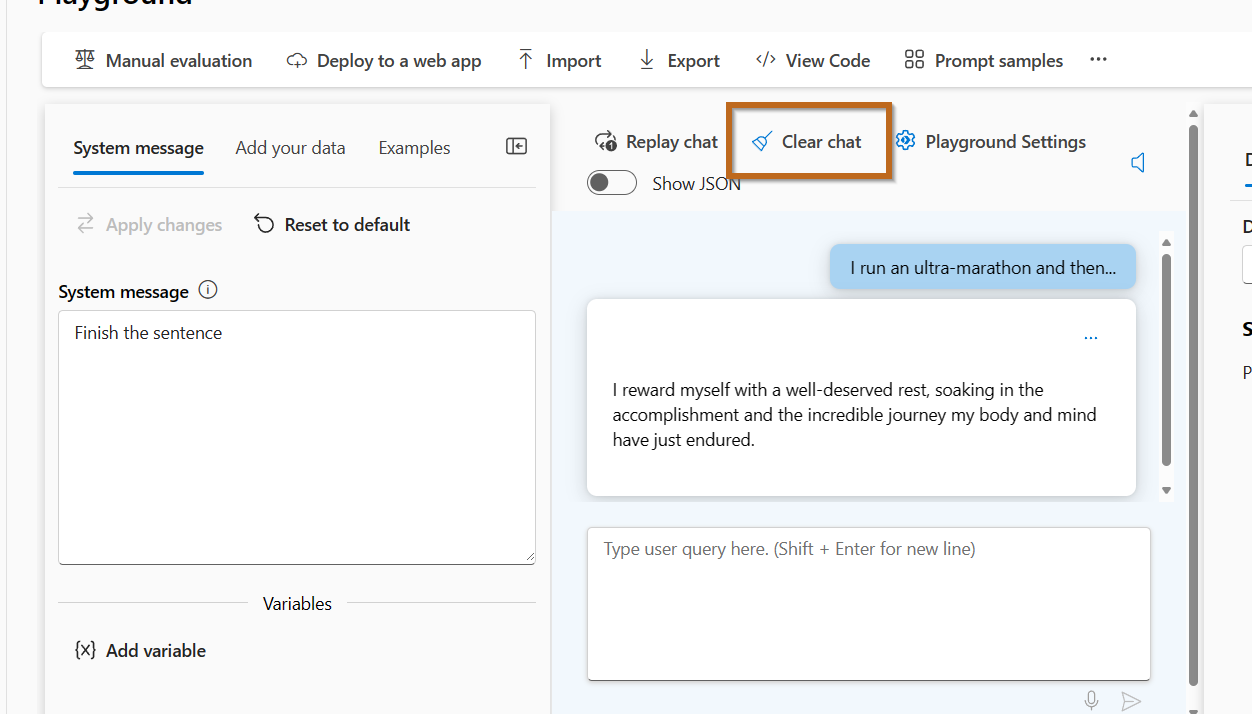 Playground
Manual evaluation Deploy to a web app Import Export View Code Prompt samples ...
System message Add your data Examples
Replay chat Clear chat Playground Settings
Show JSON
Apply changes Reset to default
System message
Finish the sentence
Variables
{x} Add variable
I run an ultra-marathon and then...
...
I reward myself with a well-deserved rest, soaking in the
accomplishment and the incredible journey my body and mind
have just endured.
Type user query here. (Shift + Enter for new line)